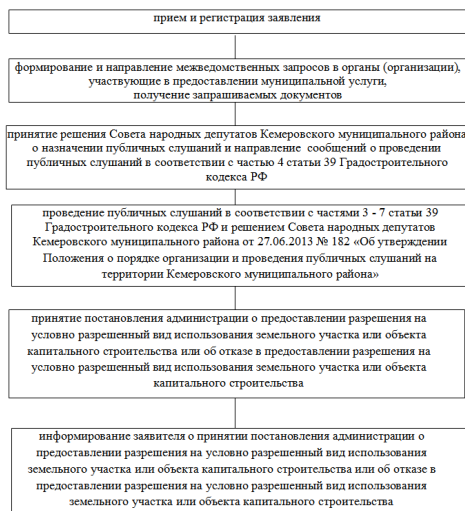 прием и регистрация заявления
формирование и направление межведомственных запросов в органы (организации),
участвующие в предоставлении муниципальной услуги,
получение запрашиваемых документов
принятие решения Совета народных депутатов Кемеровского муниципального района
о назначении публичных слушаний и направление сообщений о проведении
публичных слушаний в соответствии с частью 4 статьи 39 Градостроительного
кодекса РФ
проведение публичных слушаний в соответствии с частями 3 - 7 статьи 39
Градостроительного кодекса РФ и решением Совета народных депутатов
Кемеровского муниципального района от 27.06.2013 № 182 «Об утверждении
Положения о порядке организации и проведения публичных слушаний на
территории Кемеровского муниципального района»
принятие постановления администрации о предоставлении разрешения на
условно разрешенный вид использования земельного участка или объекта
капитального строительства или об отказе в предоставлении разрешения на
условно разрешенный вид использования земельного участка или объекта
капитального строительства
информирование заявителя о принятии постановления администрации о
предоставлении разрешения на условно разрешенный вид использования
земельного участка или объекта капитального строительства или об отказе в
предоставлении разрешения на условно разрешенный вид использования
земельного участка или объекта капитального строительства